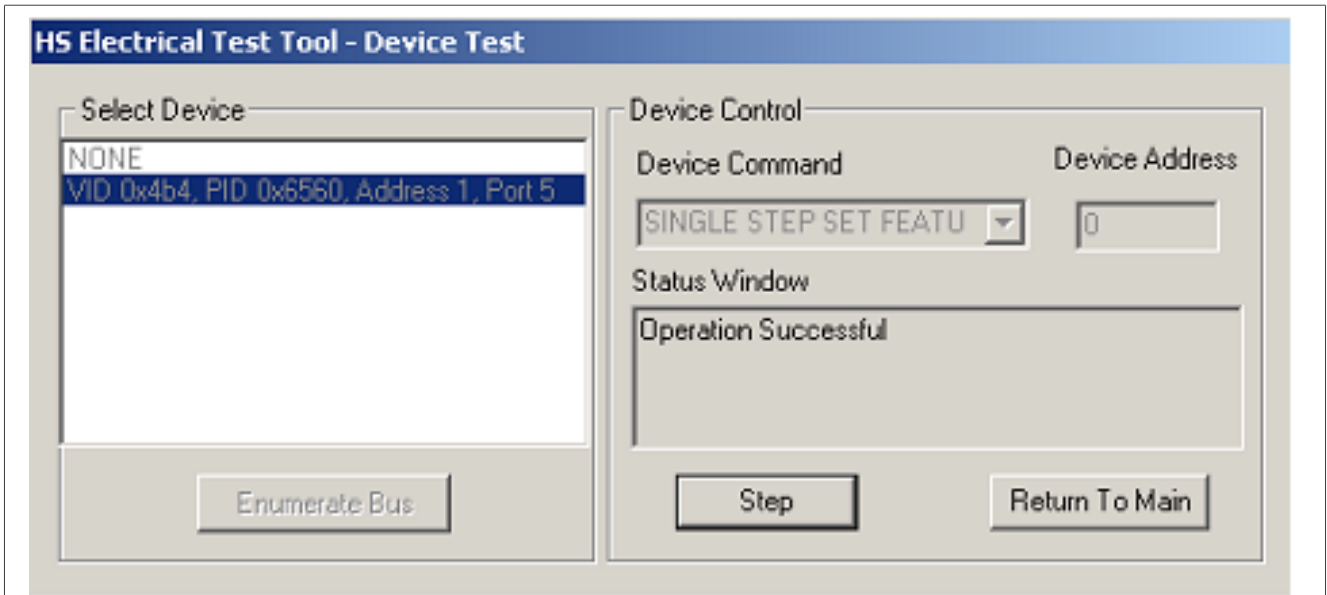 HS Electrical Test Tool - Device Test
Select Device
NONE
VID 0x4b4, PID 0x6560, Address 1, Port 5
Enumerate Bus
Device Control
Device Command
Device Address
SINGLE STEP SET FEATU
0
Status Window
Operation Successful
Step
Return To Main